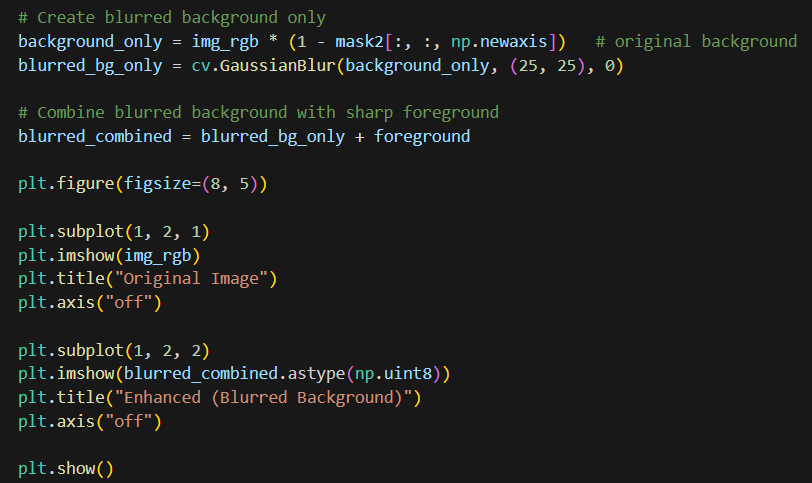 # Create blurred background only
background_only = img_rgb * (1 - mask2[:, :, np.newaxis])   # original background
blurred_bg_only = cv.GaussianBlur(background_only, (25, 25), 0)

# Combine blurred background with sharp foreground
blurred_combined = blurred_bg_only + foreground

plt.figure(figsize=(8, 5))

plt.subplot(1, 2, 1)
plt.imshow(img_rgb)
plt.title("Original Image")
plt.axis("off")

plt.subplot(1, 2, 2)
plt.imshow(blurred_combined.astype(np.uint8))
plt.title("Enhanced (Blurred Background)")
plt.axis("off")

plt.show()